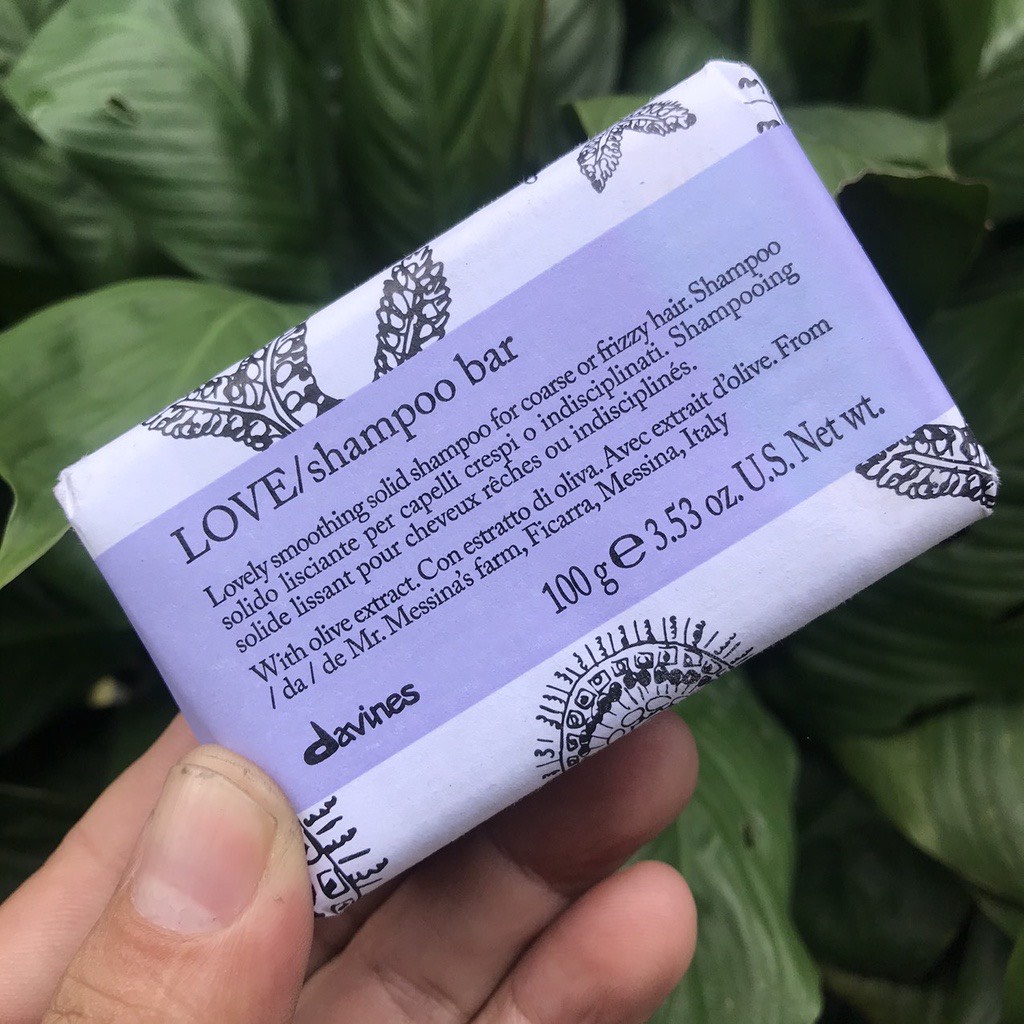 LOVE/shampoo bar
Lovely smoothing solid shampoo for coarse or frizzy hair. Shampoo
solido lisciante per capelli crespi o indisciplinati. Shampooing
solide lissant pour cheveux rêches ou indisciplinés.
With olive extract. Con estratto di oliva. Avec extrait d'olive. From
/ da / de Mr. Messina's farm, Ficarra, Messina, Italy
100 g ℮ 3.53 oz. U.S. Net wt.
davines